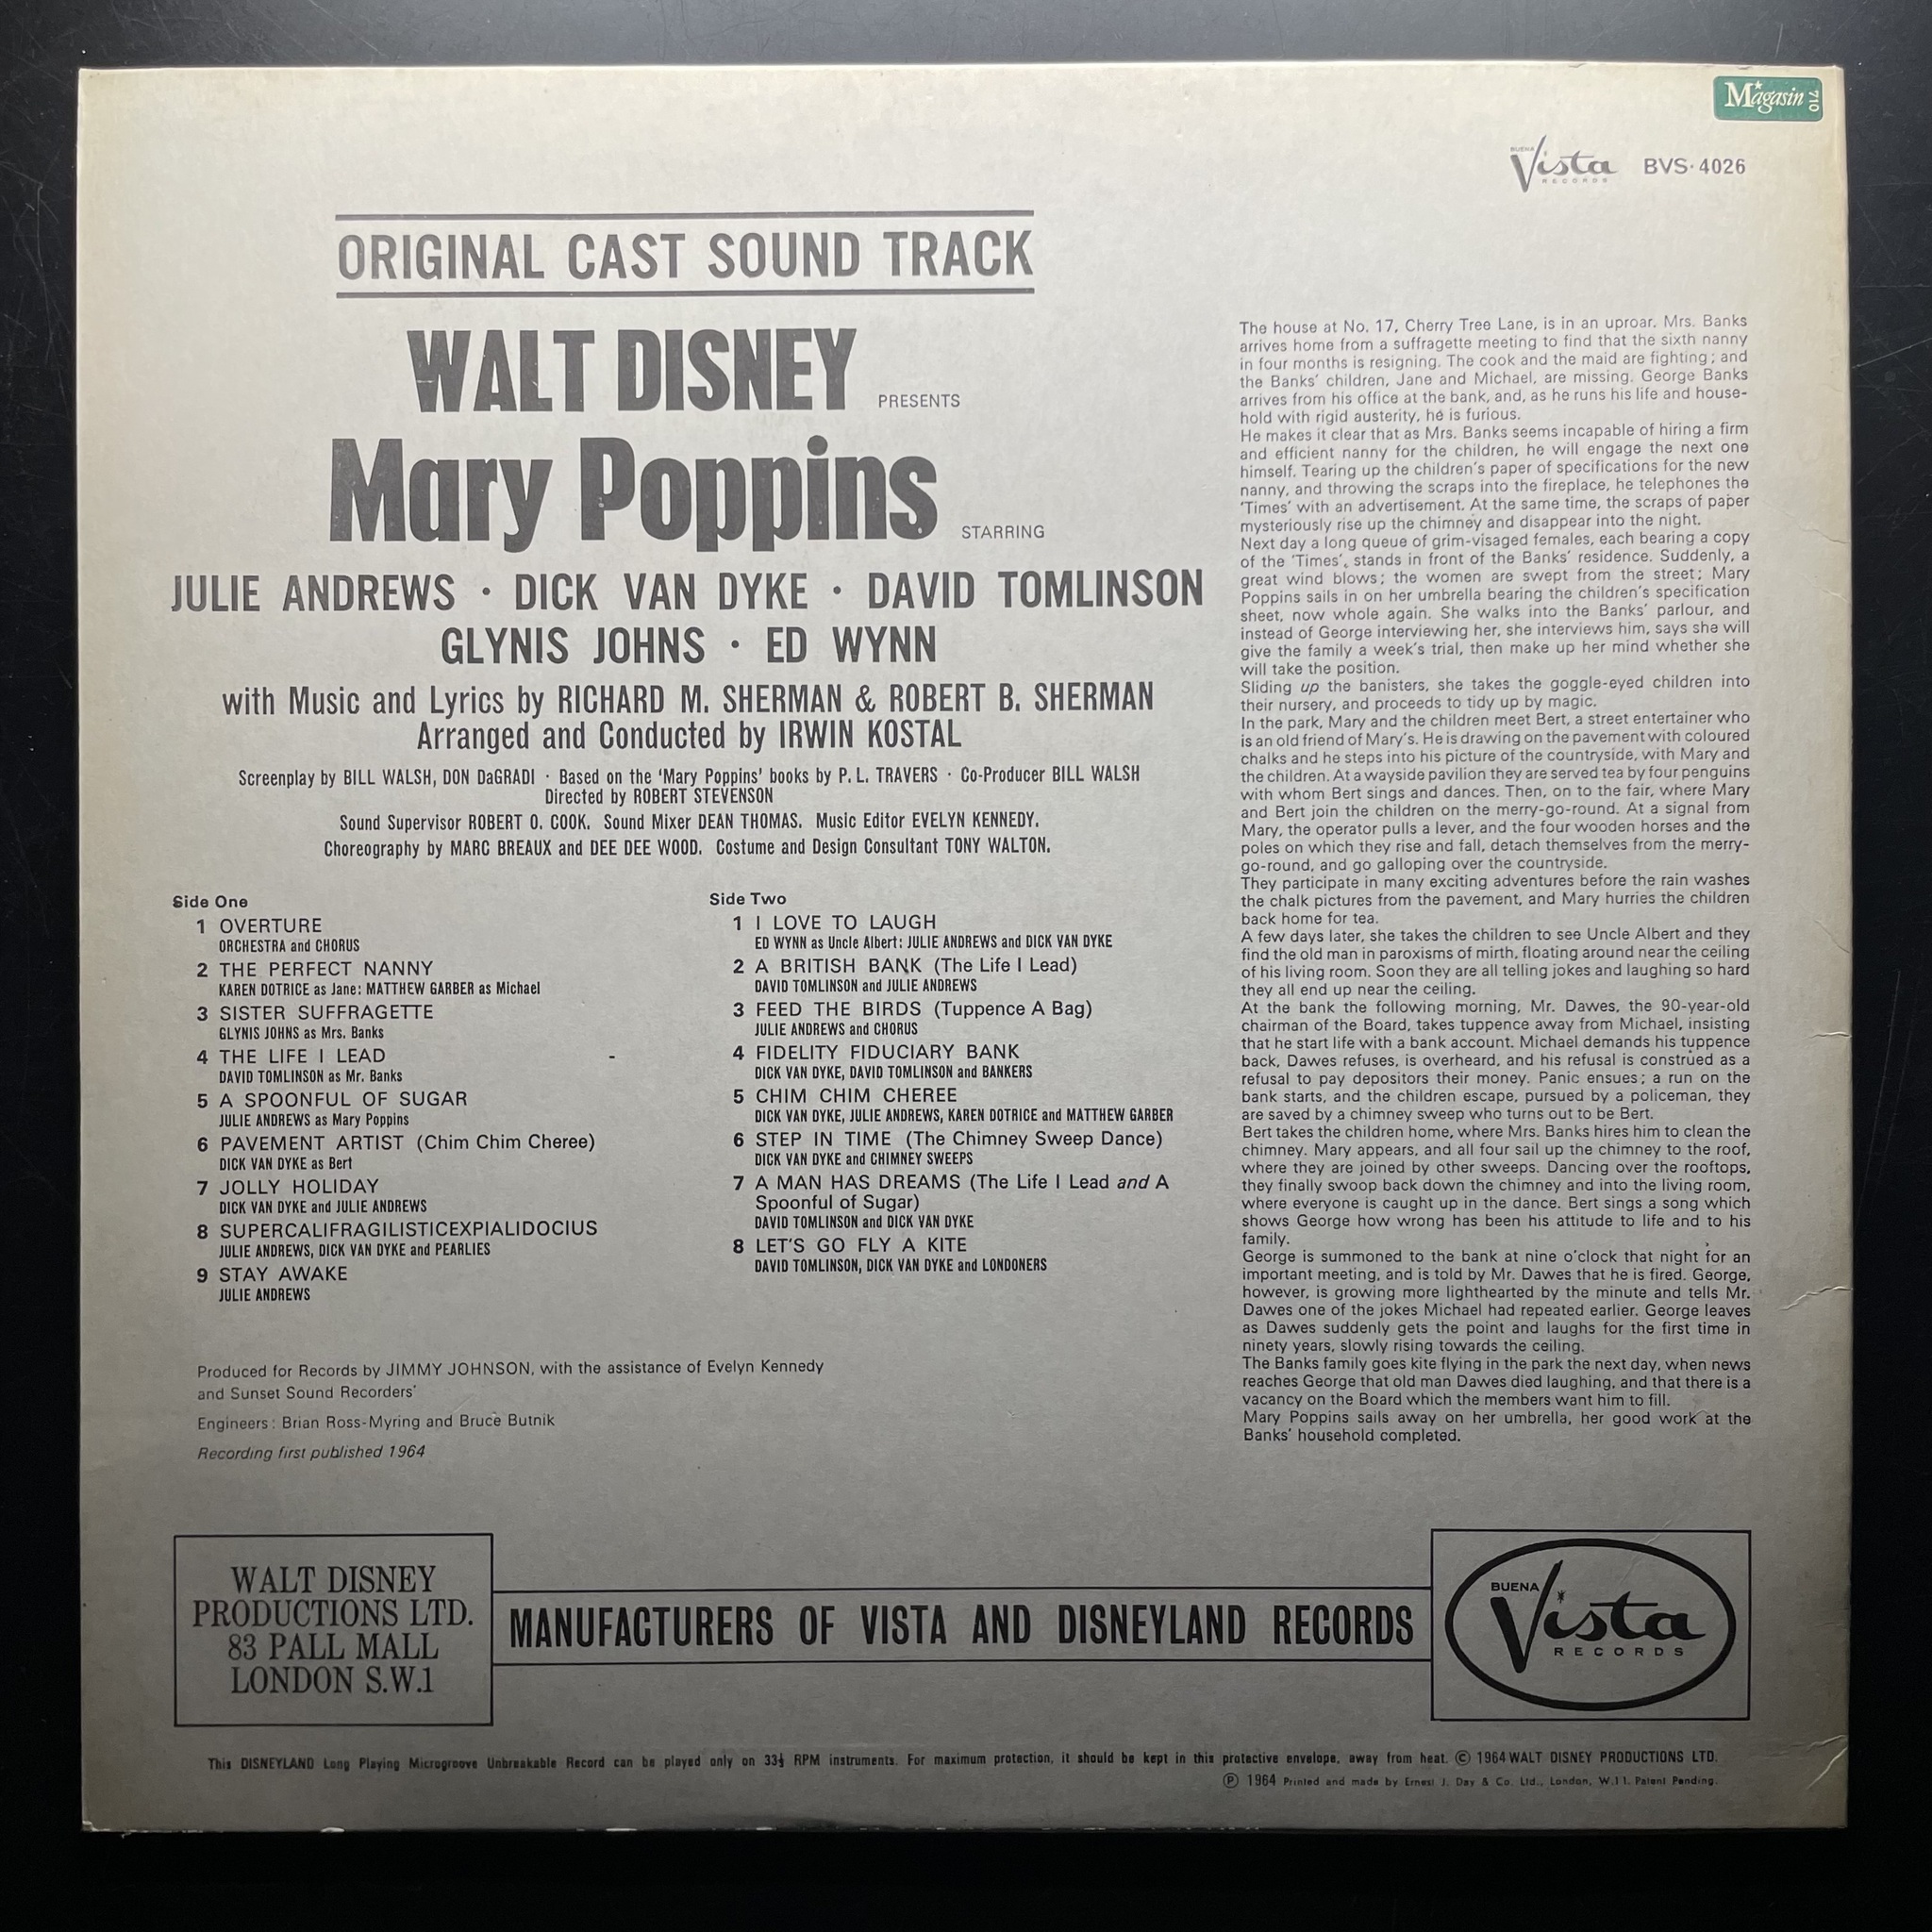 Magasin 710
BUENA
Vista BVS·4026
RECORDS
ORIGINAL CAST SOUND TRACK
WALT DISNEY PRESENTS
Mary Poppins STARRING
JULIE ANDREWS · DICK VAN DYKE · DAVID TOMLINSON
GLYNIS JOHNS · ED WYNN
with Music and Lyrics by RICHARD M. SHERMAN & ROBERT B. SHERMAN
Arranged and Conducted by IRWIN KOSTAL
Screenplay by BILL WALSH, DON DaGRADI · Based on the 'Mary Poppins' books by P. L. TRAVERS · Co-Producer BILL WALSH
Directed by ROBERT STEVENSON
Sound Supervisor ROBERT O. COOK. Sound Mixer DEAN THOMAS. Music Editor EVELYN KENNEDY.
Choreography by MARC BREAUX and DEE DEE WOOD. Costume and Design Consultant TONY WALTON.
Side One
1 OVERTURE
ORCHESTRA and CHORUS
2 THE PERFECT NANNY
KAREN DOTRICE as Jane: MATTHEW GARBER as Michael
3 SISTER SUFFRAGETTE
GLYNIS JOHNS as Mrs. Banks
4 THE LIFE I LEAD
DAVID TOMLINSON as Mr. Banks
5 A SPOONFUL OF SUGAR
JULIE ANDREWS as Mary Poppins
6 PAVEMENT ARTIST (Chim Chim Cheree)
DICK VAN DYKE as Bert
7 JOLLY HOLIDAY
DICK VAN DYKE and JULIE ANDREWS
8 SUPERCALIFRAGILISTICEXPIALIDOCIUS
JULIE ANDREWS, DICK VAN DYKE and PEARLIES
9 STAY AWAKE
JULIE ANDREWS
Side Two
1 I LOVE TO LAUGH
ED WYNN as Uncle Albert: JULIE ANDREWS and DICK VAN DYKE
2 A BRITISH BANK (The Life I Lead)
DAVID TOMLINSON and JULIE ANDREWS
3 FEED THE BIRDS (Tuppence A Bag)
JULIE ANDREWS and CHORUS
4 FIDELITY FIDUCIARY BANK
DICK VAN DYKE, DAVID TOMLINSON and BANKERS
5 CHIM CHIM CHEREE
DICK VAN DYKE, JULIE ANDREWS, KAREN DOTRICE and MATTHEW GARBER
6 STEP IN TIME (The Chimney Sweep Dance)
DICK VAN DYKE and CHIMNEY SWEEPS
7 A MAN HAS DREAMS (The Life I Lead and A
Spoonful of Sugar)
DAVID TOMLINSON and DICK VAN DYKE
8 LET'S GO FLY A KITE
DAVID TOMLINSON, DICK VAN DYKE and LONDONERS
Produced for Records by JIMMY JOHNSON, with the assistance of Evelyn Kennedy
and Sunset Sound Recorders'
Engineers: Brian Ross-Myring and Bruce Butnik
Recording first published 1964
The house at No. 17, Cherry Tree Lane, is in an uproar. Mrs. Banks
arrives home from a suffragette meeting to find that the sixth nanny
in four months is resigning. The cook and the maid are fighting; and
the Banks' children, Jane and Michael, are missing. George Banks
arrives from his office at the bank, and, as he runs his life and house-
hold with rigid austerity, he is furious.
He makes it clear that as Mrs. Banks seems incapable of hiring a firm
and efficient nanny for the children, he will engage the next one
himself. Tearing up the children's paper of specifications for the new
nanny, and throwing the scraps into the fireplace, he telephones the
'Times' with an advertisement. At the same time, the scraps of paper
mysteriously rise up the chimney and disappear into the night.
Next day a long queue of grim-visaged females, each bearing a copy
of the 'Times', stands in front of the Banks' residence. Suddenly, a
great wind blows; the women are swept from the street; Mary
Poppins sails in on her umbrella bearing the children's specification
sheet, now whole again. She walks into the Banks' parlour, and
instead of George interviewing her, she interviews him, says she will
give the family a week's trial, then make up her mind whether she
will take the position.
Sliding up the banisters, she takes the goggle-eyed children into
their nursery, and proceeds to tidy up by magic.
In the park, Mary and the children meet Bert, a street entertainer who
is an old friend of Mary's. He is drawing on the pavement with coloured
chalks and he steps into his picture of the countryside, with Mary and
the children. At a wayside pavilion they are served tea by four penguins
with whom Bert sings and dances. Then, on to the fair, where Mary
and Bert join the children on the merry-go-round. At a signal from
Mary, the operator pulls a lever, and the four wooden horses and the
poles on which they rise and fall, detach themselves from the merry-
go-round, and go galloping over the countryside.
They participate in many exciting adventures before the rain washes
the chalk pictures from the pavement, and Mary hurries the children
back home for tea.
A few days later, she takes the children to see Uncle Albert and they
find the old man in paroxisms of mirth, floating around near the ceiling
of his living room. Soon they are all telling jokes and laughing so hard
they all end up near the ceiling.
At the bank the following morning, Mr. Dawes, the 90-year-old
chairman of the Board, takes tuppence away from Michael, insisting
that he start life with a bank account. Michael demands his tuppence
back, Dawes refuses, is overheard, and his refusal is construed as a
refusal to pay depositors their money. Panic ensues; a run on the
bank starts, and the children escape, pursued by a policeman, they
are saved by a chimney sweep who turns out to be Bert.
Bert takes the children home, where Mrs. Banks hires him to clean the
chimney. Mary appears, and all four sail up the chimney to the roof,
where they are joined by other sweeps. Dancing over the rooftops,
they finally swoop back down the chimney and into the living room,
where everyone is caught up in the dance. Bert sings a song which
shows George how wrong has been his attitude to life and to his
family.
George is summoned to the bank at nine o'clock that night for an
important meeting, and is told by Mr. Dawes that he is fired. George,
however, is growing more lighthearted by the minute and tells Mr.
Dawes one of the jokes Michael had repeated earlier. George leaves
as Dawes suddenly gets the point and laughs for the first time in
ninety years, slowly rising towards the ceiling.
The Banks family goes kite flying in the park the next day, when news
reaches George that old man Dawes died laughing, and that there is a
vacancy on the Board which the members want him to fill.
Mary Poppins sails away on her umbrella, her good work at the
Banks' household completed.
WALT DISNEY
PRODUCTIONS LTD.
83 PALL MALL
LONDON S.W.1
MANUFACTURERS OF VISTA AND DISNEYLAND RECORDS
BUENA
Vista
RECORDS
This DISNEYLAND Long Playing Microgroove Unbreakable Record can be played only on 33⅓ RPM instruments. For maximum protection, it should be kept in this protective envelope, away from heat. © 1964 WALT DISNEY PRODUCTIONS LTD.
℗ 1964 Printed and made by Ernest J. Day & Co. Ltd., London, W.11. Patent Pending.